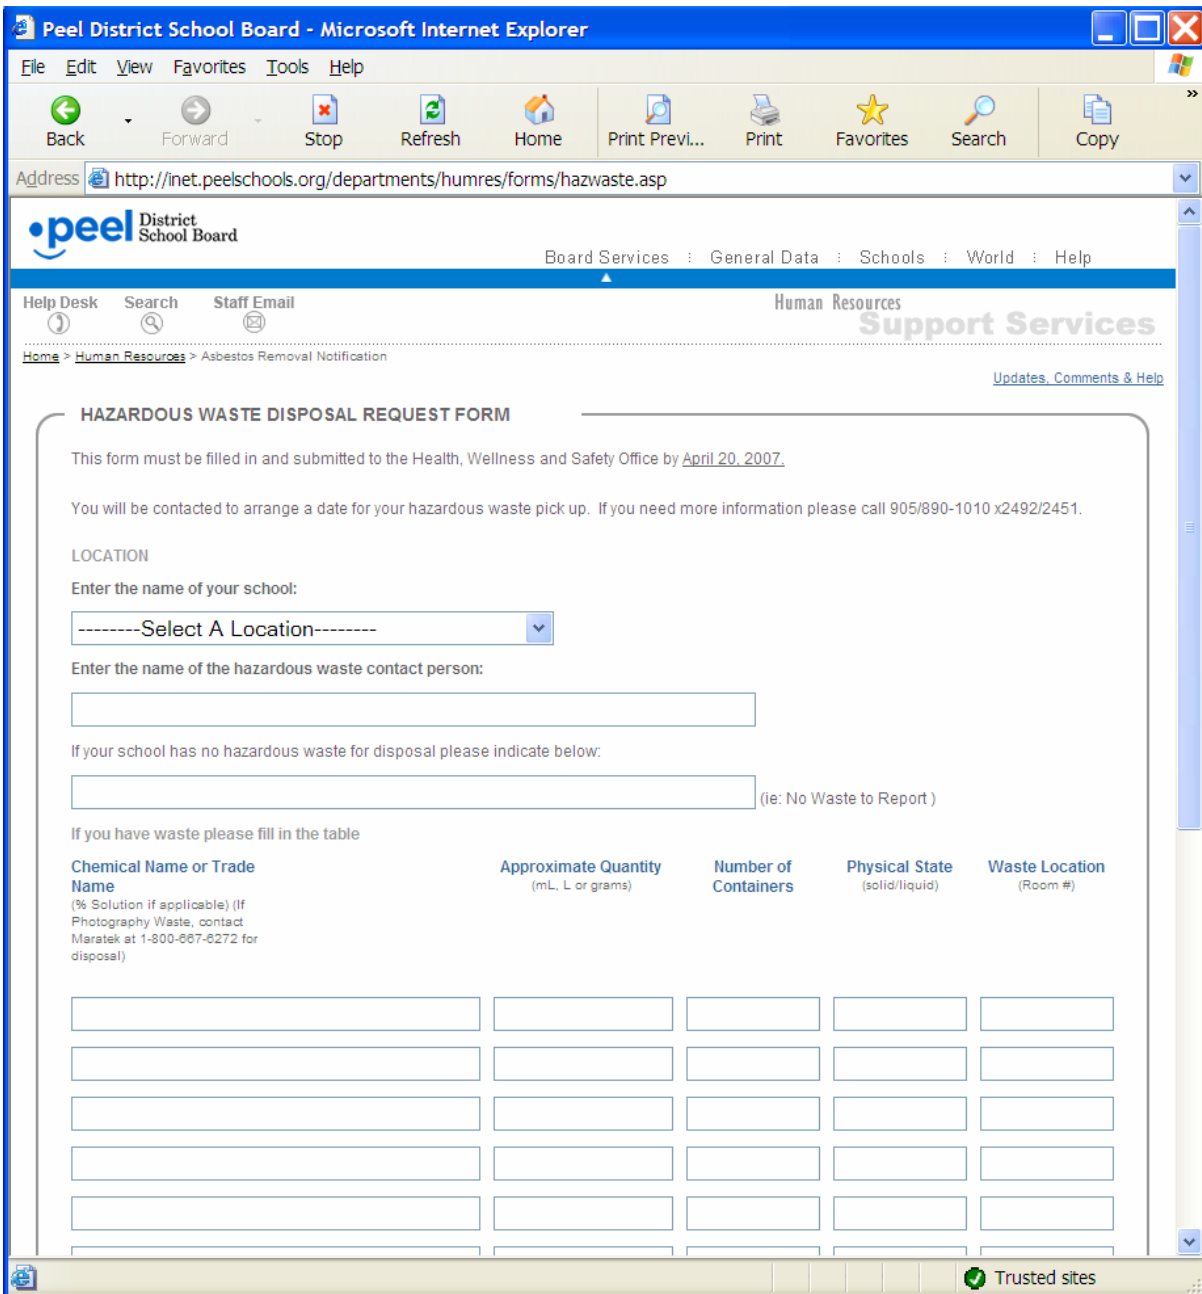 Peel District School Board - Microsoft Internet Explorer
File Edit View Favorites Tools Help
Back Forward Stop Refresh Home Print Previ... Print Favorites Search Copy »
Address http://inet.peelschools.org/departments/humres/forms/hazwaste.asp
peel District School Board
Board Services : General Data : Schools : World : Help
Help Desk Search Staff Email Human Resources
Support Services
Home > Human Resources > Asbestos Removal Notification
Updates, Comments & Help
HAZARDOUS WASTE DISPOSAL REQUEST FORM
This form must be filled in and submitted to the Health, Wellness and Safety Office by April 20, 2007.
You will be contacted to arrange a date for your hazardous waste pick up. If you need more information please call 905/890-1010 x2492/2451.
LOCATION
Enter the name of your school:
--------Select A Location--------
Enter the name of the hazardous waste contact person:
If your school has no hazardous waste for disposal please indicate below:
(ie: No Waste to Report )
If you have waste please fill in the table
Chemical Name or Trade Approximate Quantity Number of Physical State Waste Location
Name (mL, L or grams) Containers (solid/liquid) (Room #)
(% Solution if applicable) (If
Photography Waste, contact
Maratek at 1-800-667-6272 for
disposal)
Trusted sites